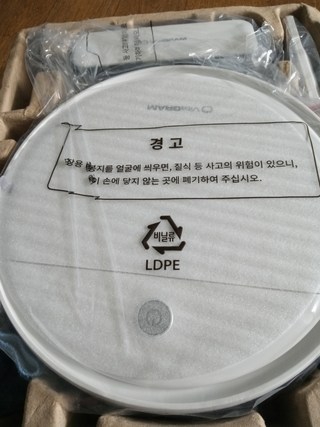 경고
장용
봉지를 얼굴에 씌우면, 질식 등 사고의 위험이 있으니,
이 손에 닿지 않는 곳에 폐기하여 주십시오.
비닐류
LDPE